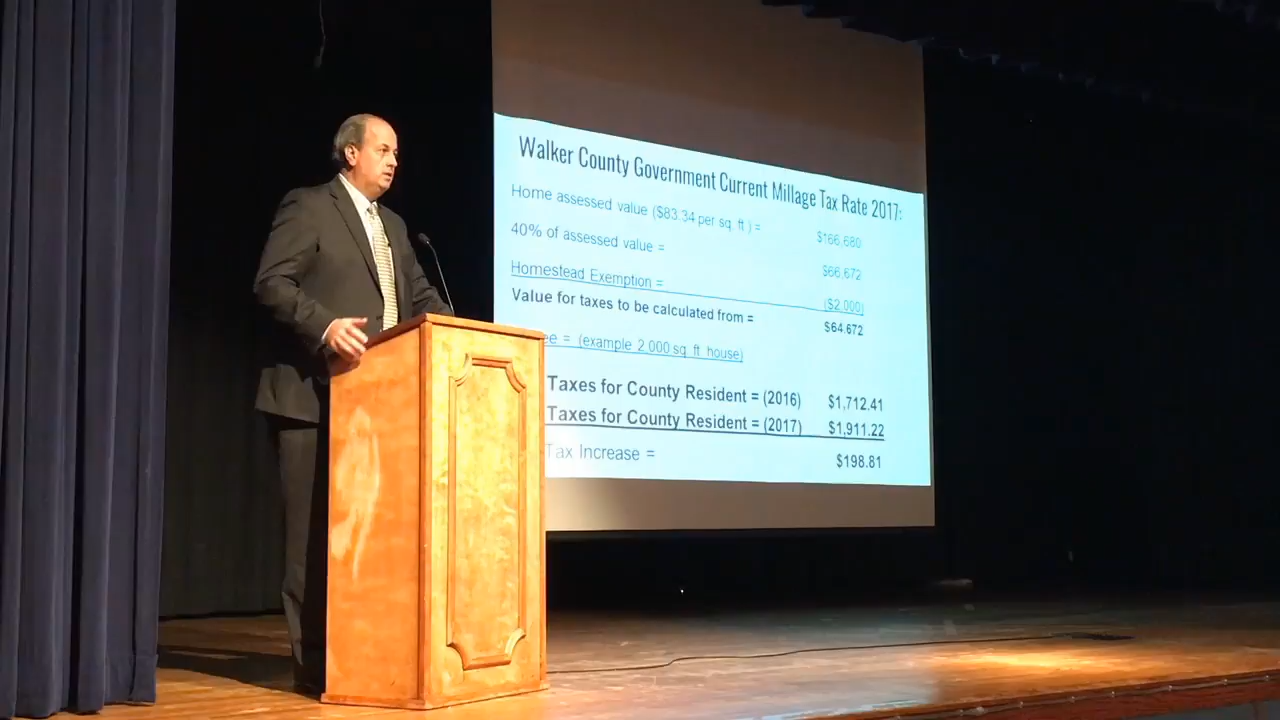 Walker County Government Current Millage Tax Rate 2017:
Home assessed value ($83.34 per sq. ft ) = $166,680
40% of assessed value = $66,672
Homestead Exemption = ($2,000)
Value for taxes to be calculated from = $64,672
= (example 2,000 sq. ft. house)
Taxes for County Resident = (2016) $1,712.41
Taxes for County Resident = (2017) $1,911.22
Tax Increase = $198.81